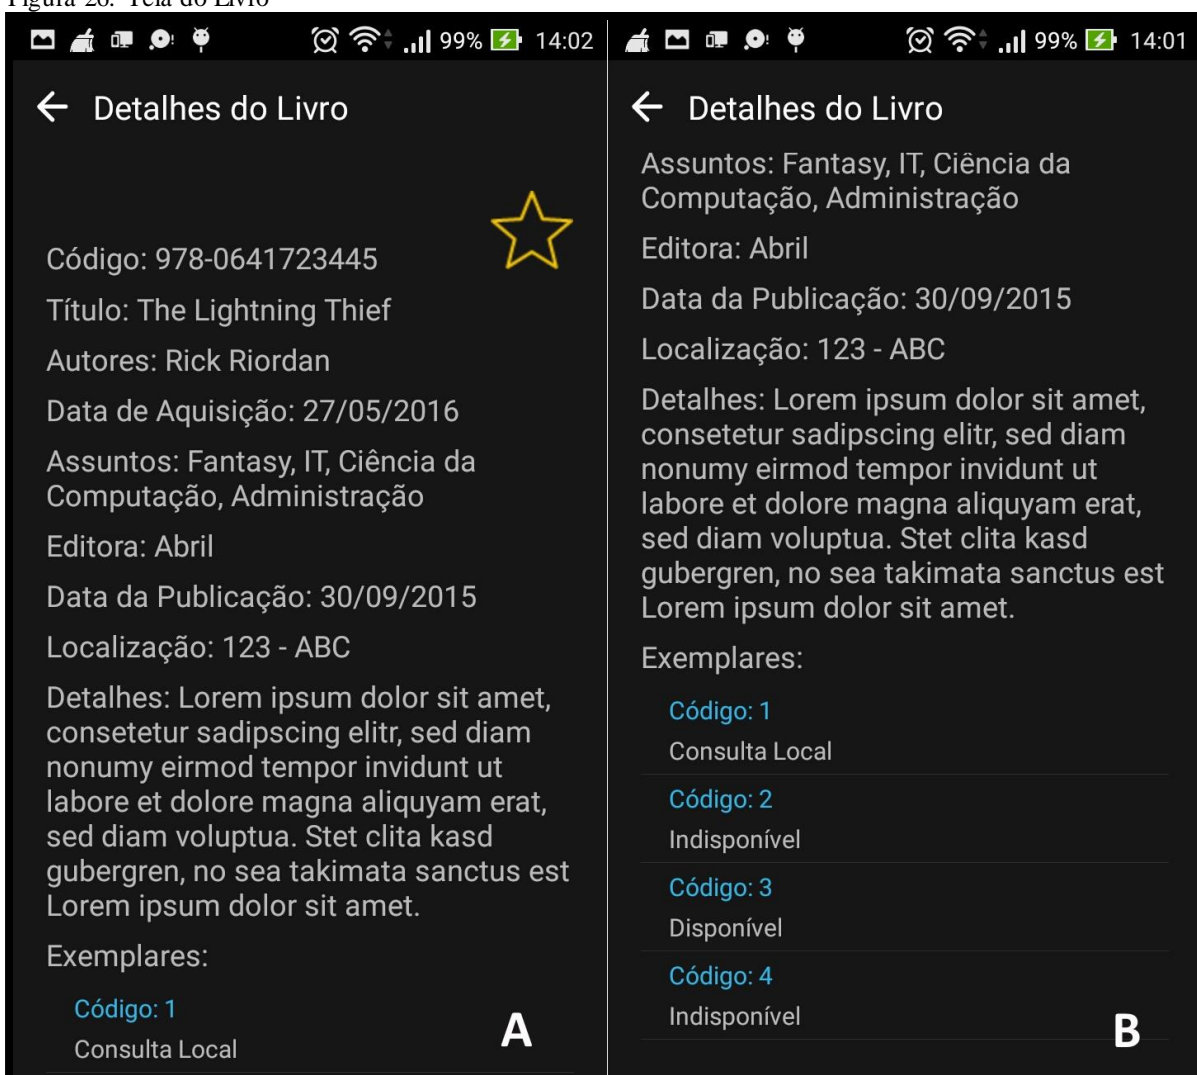 Figura 26: Tela do Livro
99% 14:02
Detalhes do Livro
Código: 978-0641723445
Título: The Lightning Thief
Autores: Rick Riordan
Data de Aquisição: 27/05/2016
Assuntos: Fantasy, IT, Ciência da
Computação, Administração
Editora: Abril
Data da Publicação: 30/09/2015
Localização: 123 - ABC
Detalhes: Lorem ipsum dolor sit amet,
consetetur sadipscing elitr, sed diam
nonumy eirmod tempor invidunt ut
labore et dolore magna aliquyam erat,
sed diam voluptua. Stet clita kasd
gubergren, no sea takimata sanctus est
Lorem ipsum dolor sit amet.
Exemplares:
Código: 1
Consulta Local
A
99% 14:01
Detalhes do Livro
Assuntos: Fantasy, IT, Ciência da
Computação, Administração
Editora: Abril
Data da Publicação: 30/09/2015
Localização: 123 - ABC
Detalhes: Lorem ipsum dolor sit amet,
consetetur sadipscing elitr, sed diam
nonumy eirmod tempor invidunt ut
labore et dolore magna aliquyam erat,
sed diam voluptua. Stet clita kasd
gubergren, no sea takimata sanctus est
Lorem ipsum dolor sit amet.
Exemplares:
Código: 1
Consulta Local
Código: 2
Indisponível
Código: 3
Disponível
Código: 4
Indisponível
B